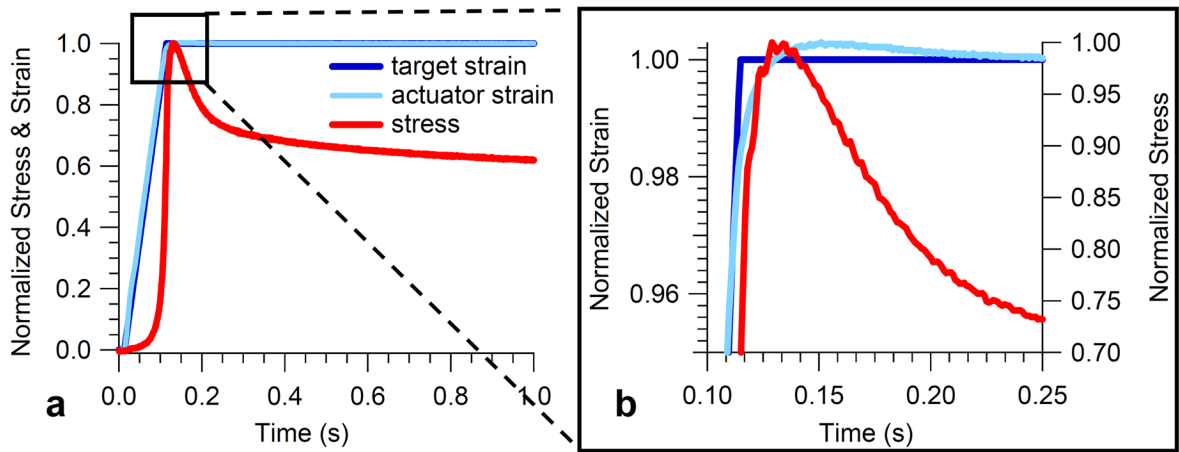 Normalized Stress & Strain
1.0
0.8
0.6
0.4
0.2
0.0
target strain
actuator strain
stress
0.0 0.2 0.4 0.6 0.8 1.0
a
Time (s)
Normalized Strain
1.00
0.98
0.96
1.00
0.95
0.90
0.85
0.80
0.75
0.70
Normalized Stress
0.10 0.15 0.20 0.25
b
Time (s)